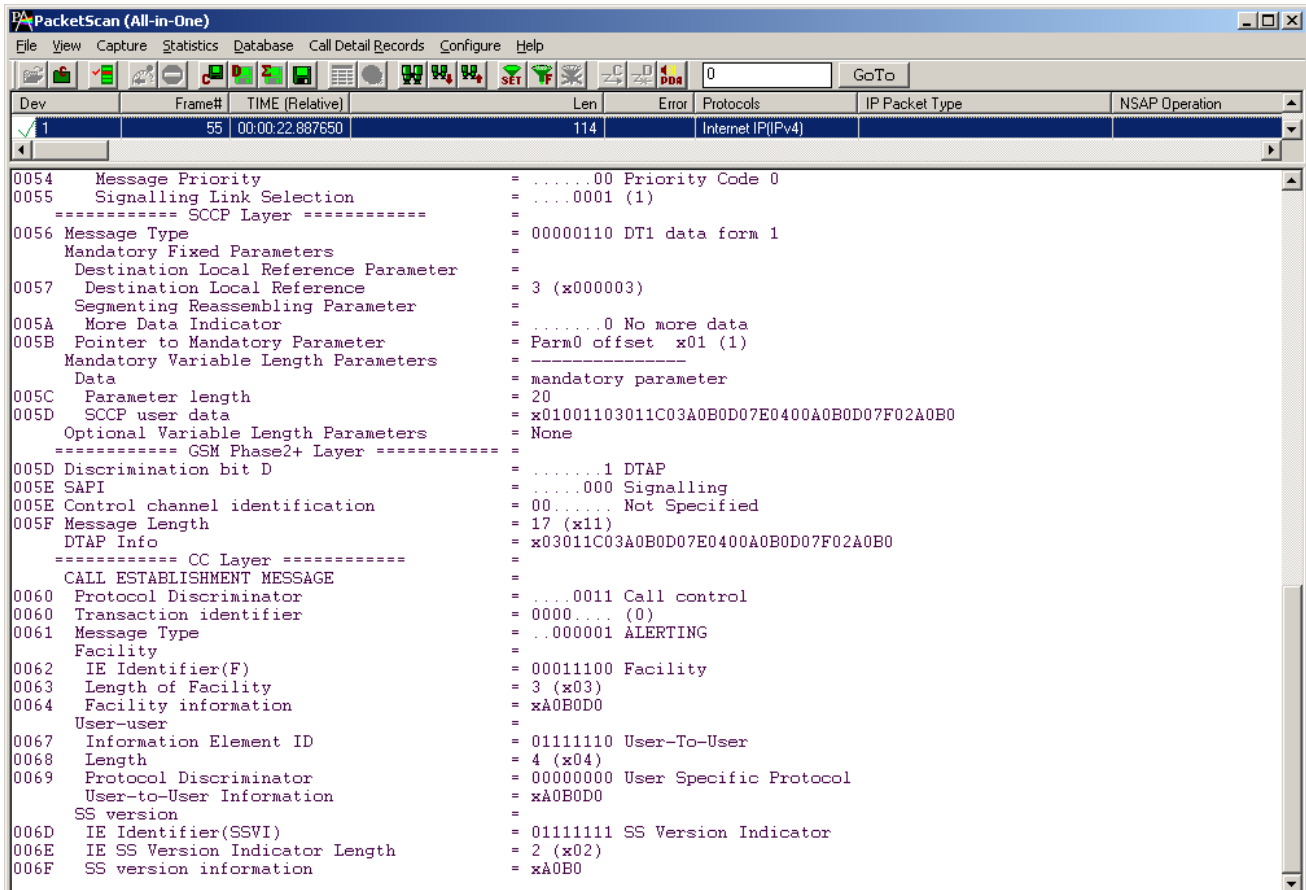 PacketScan (All-in-One)
File View Capture Statistics Database Call Detail Records Configure Help
0 GoTo
Dev Frame# TIME (Relative) Len Error Protocols IP Packet Type NSAP Operation
1 55 00:00:22.887650 114 Internet IP(IPv4)
0054 Message Priority = ......00 Priority Code 0
0055 Signalling Link Selection = ....0001 (1)
============ SCCP Layer ============ =
0056 Message Type = 00000110 DT1 data form 1
Mandatory Fixed Parameters =
Destination Local Reference Parameter =
0057 Destination Local Reference = 3 (x000003)
Segmenting Reassembling Parameter =
005A More Data Indicator = .......0 No more data
005B Pointer to Mandatory Parameter = Parm0 offset x01 (1)
Mandatory Variable Length Parameters = ---------------
Data = mandatory parameter
005C Parameter length = 20
005D SCCP user data = x01001103011C03A0B0D07E0400A0B0D07F02A0B0
Optional Variable Length Parameters = None
============ GSM Phase2+ Layer ============ =
005D Discrimination bit D = .......1 DTAP
005E SAPI = .....000 Signalling
005E Control channel identification = 00...... Not Specified
005F Message Length = 17 (x11)
DTAP Info = x03011C03A0B0D07E0400A0B0D07F02A0B0
============ CC Layer ============ =
CALL ESTABLISHMENT MESSAGE =
0060 Protocol Discriminator = ....0011 Call control
0060 Transaction identifier = 0000.... (0)
0061 Message Type = ..000001 ALERTING
Facility =
0062 IE Identifier(F) = 00011100 Facility
0063 Length of Facility = 3 (x03)
0064 Facility information = xA0B0D0
User-user =
0067 Information Element ID = 01111110 User-To-User
0068 Length = 4 (x04)
0069 Protocol Discriminator = 00000000 User Specific Protocol
User-to-User Information = xA0B0D0
SS version =
006D IE Identifier(SSVI) = 01111111 SS Version Indicator
006E IE SS Version Indicator Length = 2 (x02)
006F SS version information = xA0B0